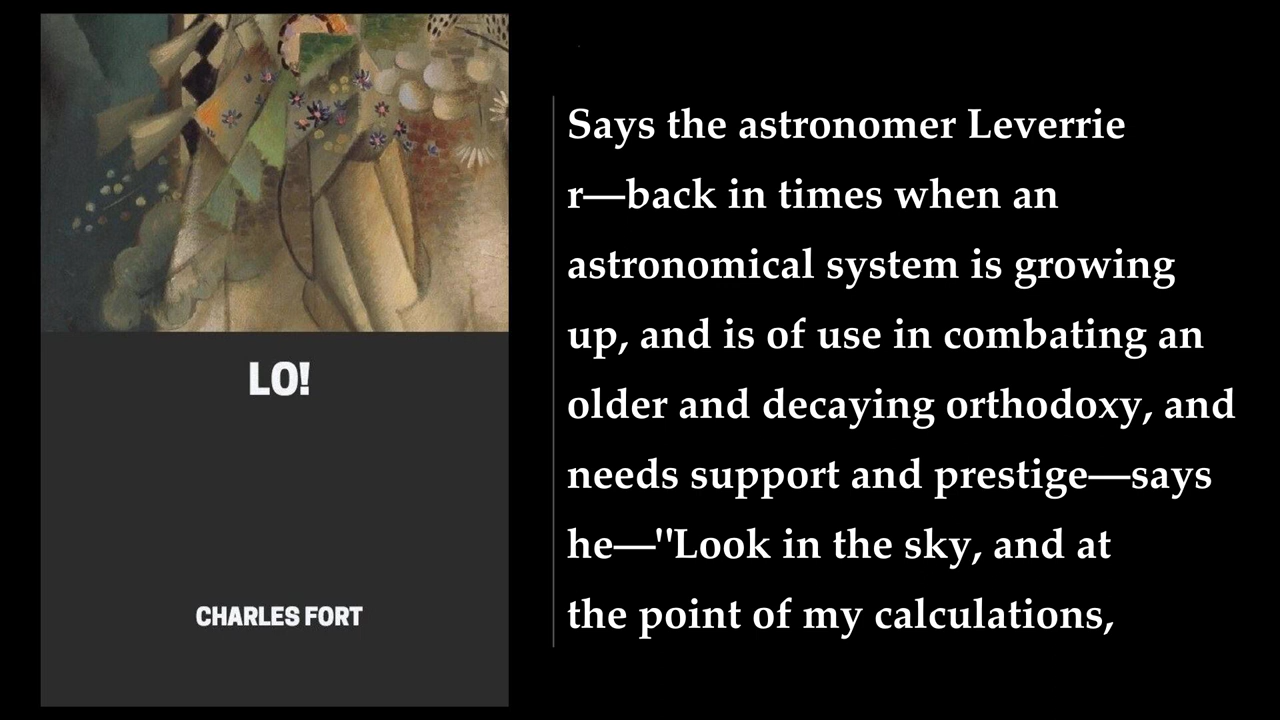 LO!
CHARLES FORT
Says the astronomer Leverrie
r—back in times when an
astronomical system is growing
up, and is of use in combating an
older and decaying orthodoxy, and
needs support and prestige—says
he—"Look in the sky, and at
the point of my calculations,